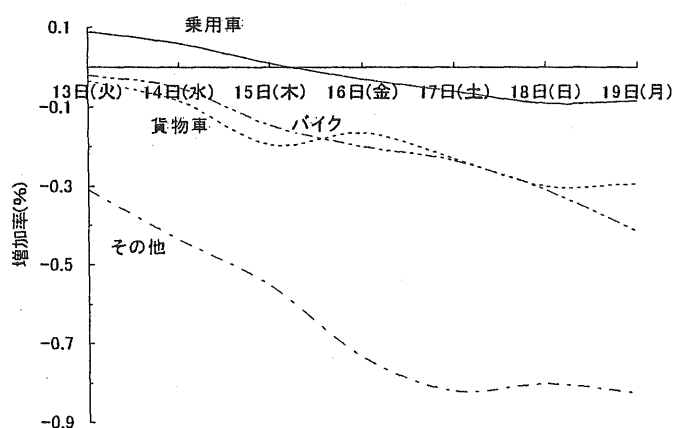 0.1
乗用車
13日(火) 14日(水) 15日(木) 16日(金) 17日(土) 18日(日) 19日(月)
-0.1
貨物車
バイク
-0.3
増加率(%)
その他
-0.5
-0.7
-0.9